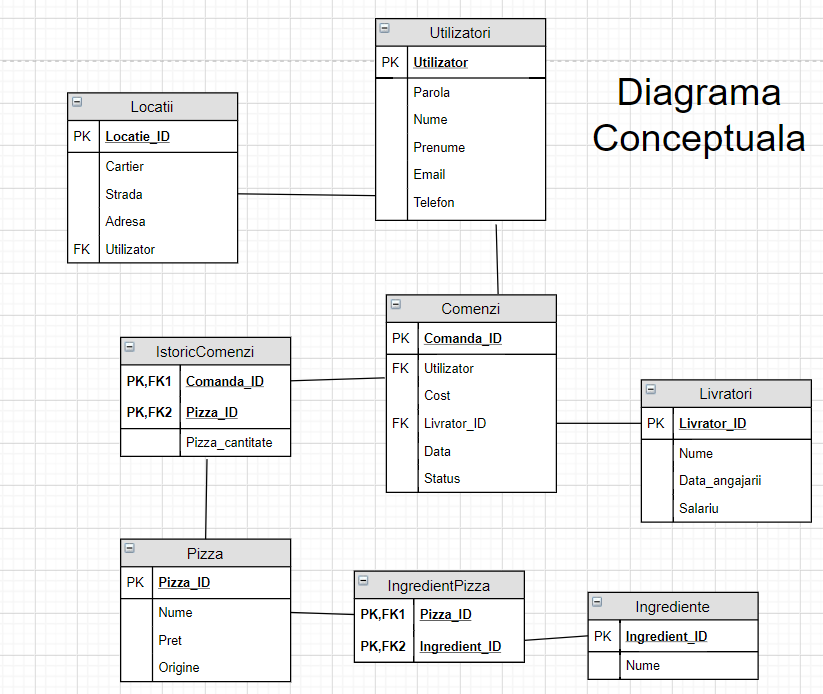 Utilizatori
PK Utilizator
Parola
Nume
Prenume
Email
Telefon
Diagrama
Conceptuala
Locatii
PK Locatie_ID
Cartier
Strada
Adresa
FK Utilizator
Comenzi
PK Comanda_ID
FK Utilizator
Cost
FK Livrator_ID
Data
Status
IstoricComenzi
PK,FK1 Comanda_ID
PK,FK2 Pizza_ID
Pizza_cantitate
Livratori
PK Livrator_ID
Nume
Data_angajarii
Salariu
Pizza
PK Pizza_ID
Nume
Pret
Origine
IngredientPizza
PK,FK1 Pizza_ID
PK,FK2 Ingredient_ID
Ingrediente
PK Ingredient_ID
Nume